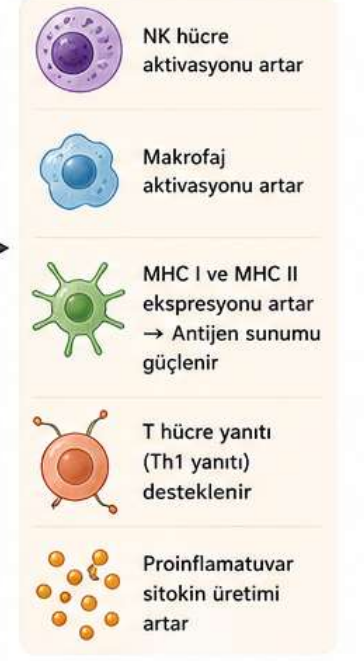 NK hücre
aktivasyonu artar
Makrofaj
aktivasyonu artar
MHC I ve MHC II
ekspresyonu artar
→ Antijen sunumu
güçlenir
T hücre yanıtı
(Th1 yanıtı)
desteklenir
Proinflamatuvar
sitokin üretimi
artar